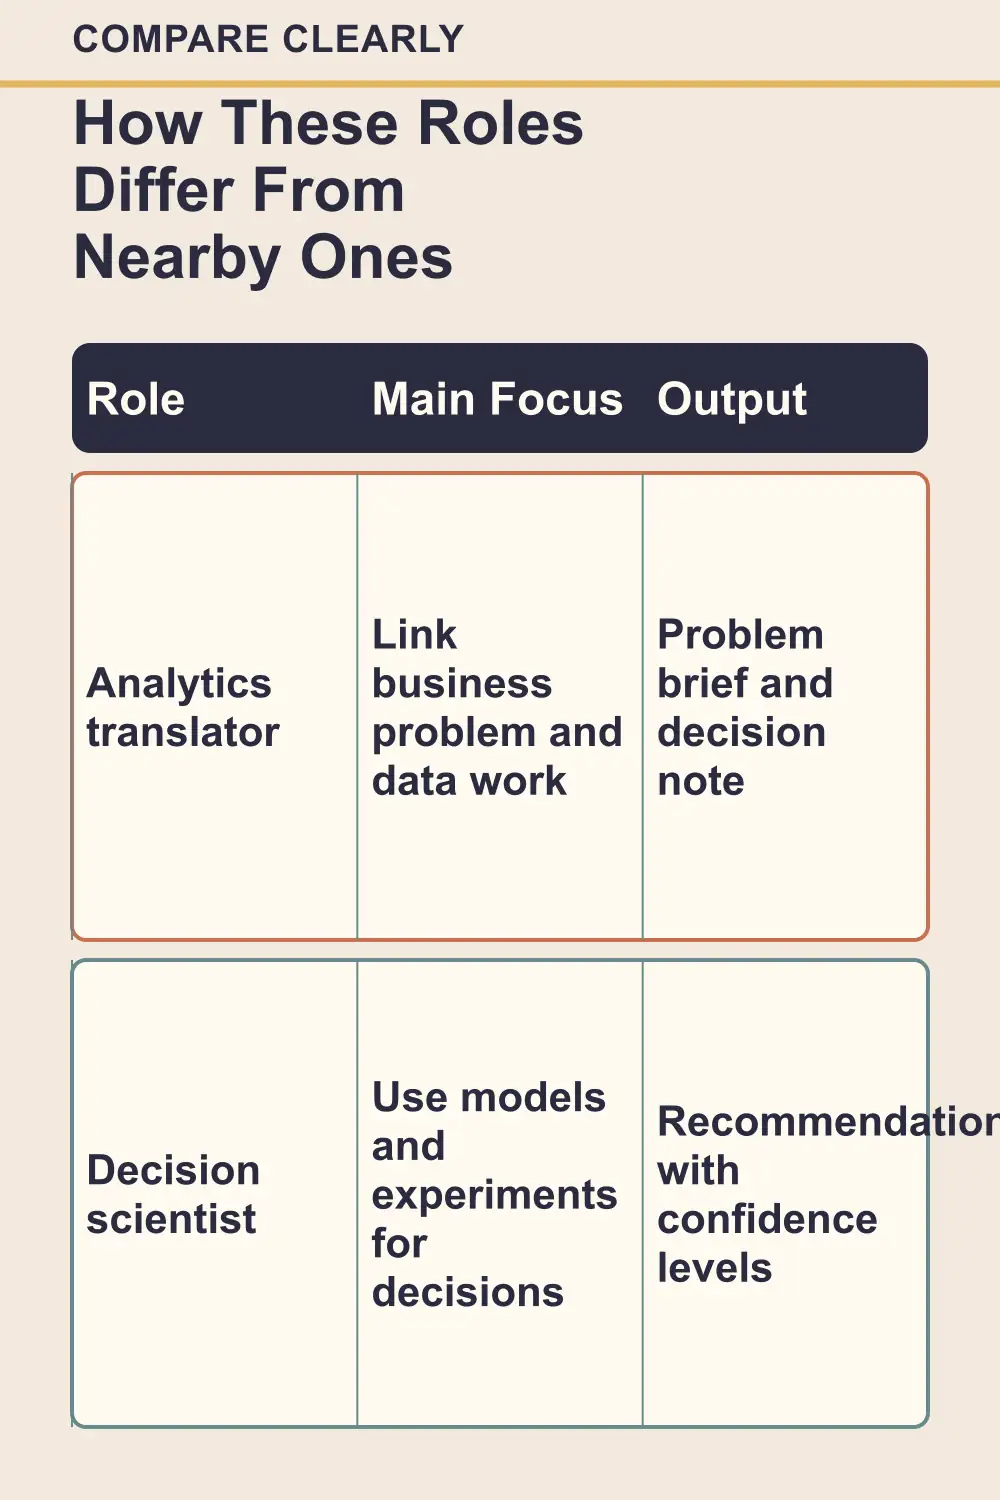 COMPARE CLEARLY
How These Roles
Differ From
Nearby Ones
Role
Main Focus
Output
Analytics
translator
Link
business
problem and
data work
Problem
brief and
decision
note
Decision
scientist
Use models
and
experiments
for
decisions
Recommendation
with
confidence
levels